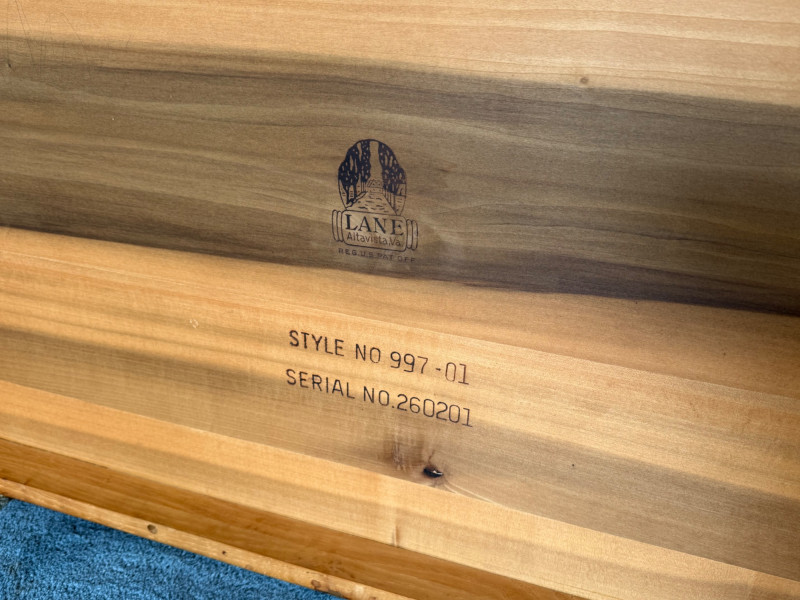 LANE
Altavista, Va.
REG. U.S. PAT. OFF.
STYLE NO 997-01
SERIAL NO. 260201